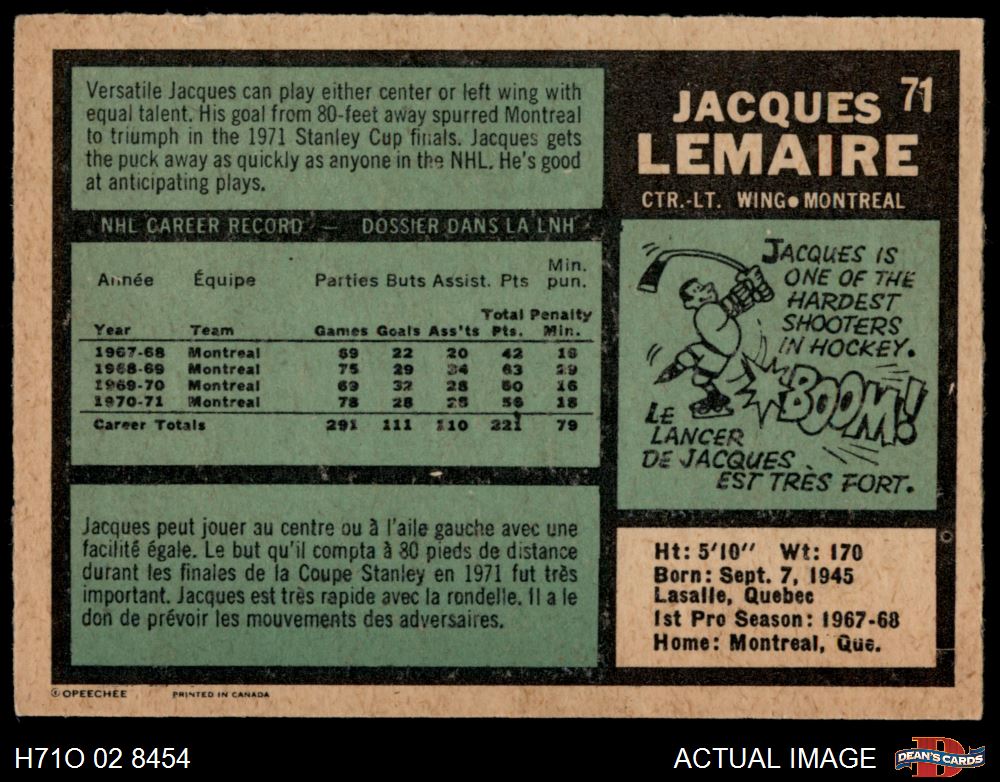 Versatile Jacques can play either center or left wing with
equal talent. His goal from 80-feet away spurred Montreal
to triumph in the 1971 Stanley Cup finals. Jacques gets
the puck away as quickly as anyone in the NHL. He's good
at anticipating plays.
71
JACQUES
LEMAIRE
CTR.-LT. WING • MONTREAL
NHL CAREER RECORD — DOSSIER DANS LA LNH
Année Équipe Parties Buts Assist. Pts Min. pun.
Year Team Games Goals Ass'ts Total Pts. Penalty Min.
1967-68 Montreal 69 22 20 42 16
1968-69 Montreal 75 29 34 63 29
1969-70 Montreal 69 32 28 60 16
1970-71 Montreal 78 28 28 56 18
Career Totals 291 111 110 221 79
JACQUES IS
ONE OF THE
HARDEST
SHOOTERS
IN HOCKEY.
BOOM!
LE
LANCER
DE JACQUES
EST TRÈS FORT.
Jacques peut jouer au centre ou à l'aile gauche avec une
facilité égale. Le but qu'il compta à 80 pieds de distance
durant les finales de la Coupe Stanley en 1971 fut très
important. Jacques est très rapide avec la rondelle. Il a le
don de prévoir les mouvements des adversaires.
Ht: 5'10" Wt: 170
Born: Sept. 7, 1945
Lasalle, Quebec
1st Pro Season: 1967-68
Home: Montreal, Que.
© OPEECHEE PRINTED IN CANADA
H71O 02 8454
ACTUAL IMAGE
D
DEAN'S CARDS